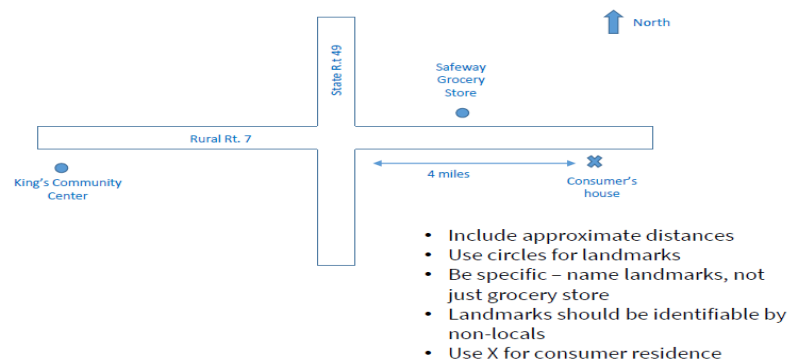 North
State R.t 49
Safeway
Grocery
Store
Rural Rt. 7
King's Community
Center
4 miles
Consumer's
house
• Include approximate distances
• Use circles for landmarks
• Be specific – name landmarks, not
just grocery store
• Landmarks should be identifiable by
non-locals
• Use X for consumer residence